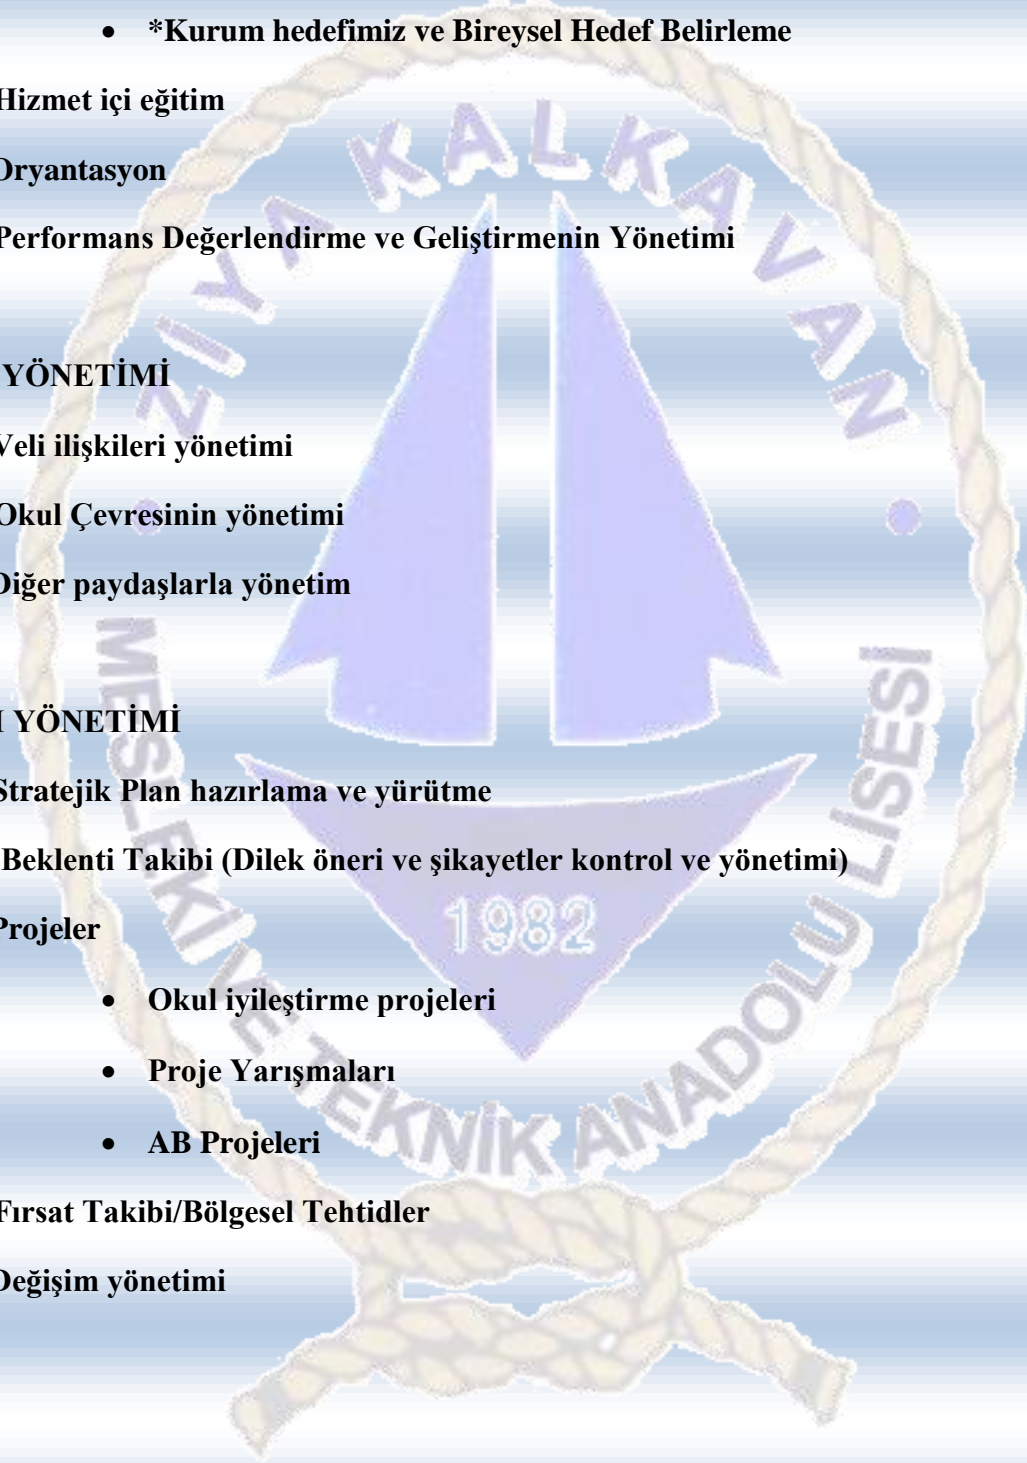 • *Kurum hedefimiz ve Bireysel Hedef Belirleme
Hizmet içi eğitim
Oryantasyon
Performans Değerlendirme ve Geliştirmenin Yönetimi
YÖNETİMİ
Veli ilişkileri yönetimi
Okul Çevresinin yönetimi
Diğer paydaşlarla yönetim
I YÖNETİMİ
Stratejik Plan hazırlama ve yürütme
Beklenti Takibi (Dilek öneri ve şikayetler kontrol ve yönetimi)
Projeler
• Okul iyileştirme projeleri
• Proje Yarışmaları
• AB Projeleri
Fırsat Takibi/Bölgesel Tehtidler
Değişim yönetimi
• ZİYA KALKAVAN •
MESLEKİ VE TEKNİK ANADOLU LİSESİ
1982